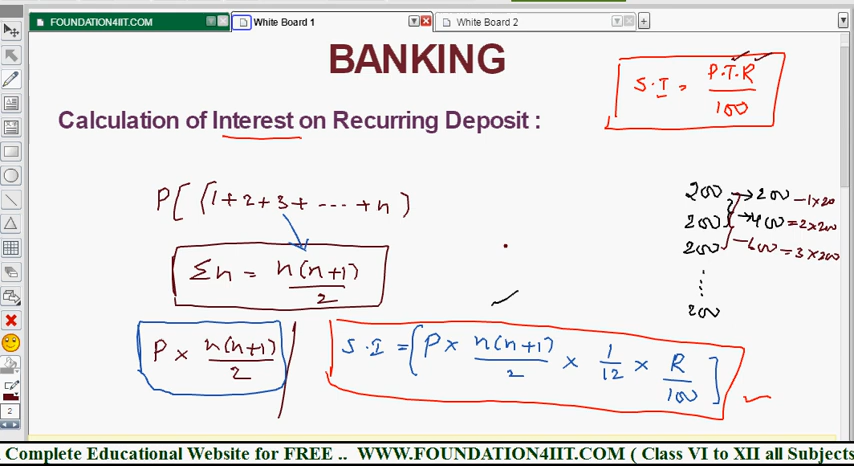 FOUNDATION4IIT.COM
White Board 1
White Board 2
BANKING
S.I = P.T.R / 100
Calculation of Interest on Recurring Deposit :
P[ (1+2+3+ --- +n)
Σn = n(n+1) / 2
P × n(n+1) / 2
S.I = [P × n(n+1) / 2 × 1/12 × R/100]
200 → 200 – 1×20
200 → 400 = 2×200
200 – 600 = 3×200
⋮
200
2
Complete Educational Website for FREE .. WWW.FOUNDATION4IIT.COM ( Class VI to XII all Subjects